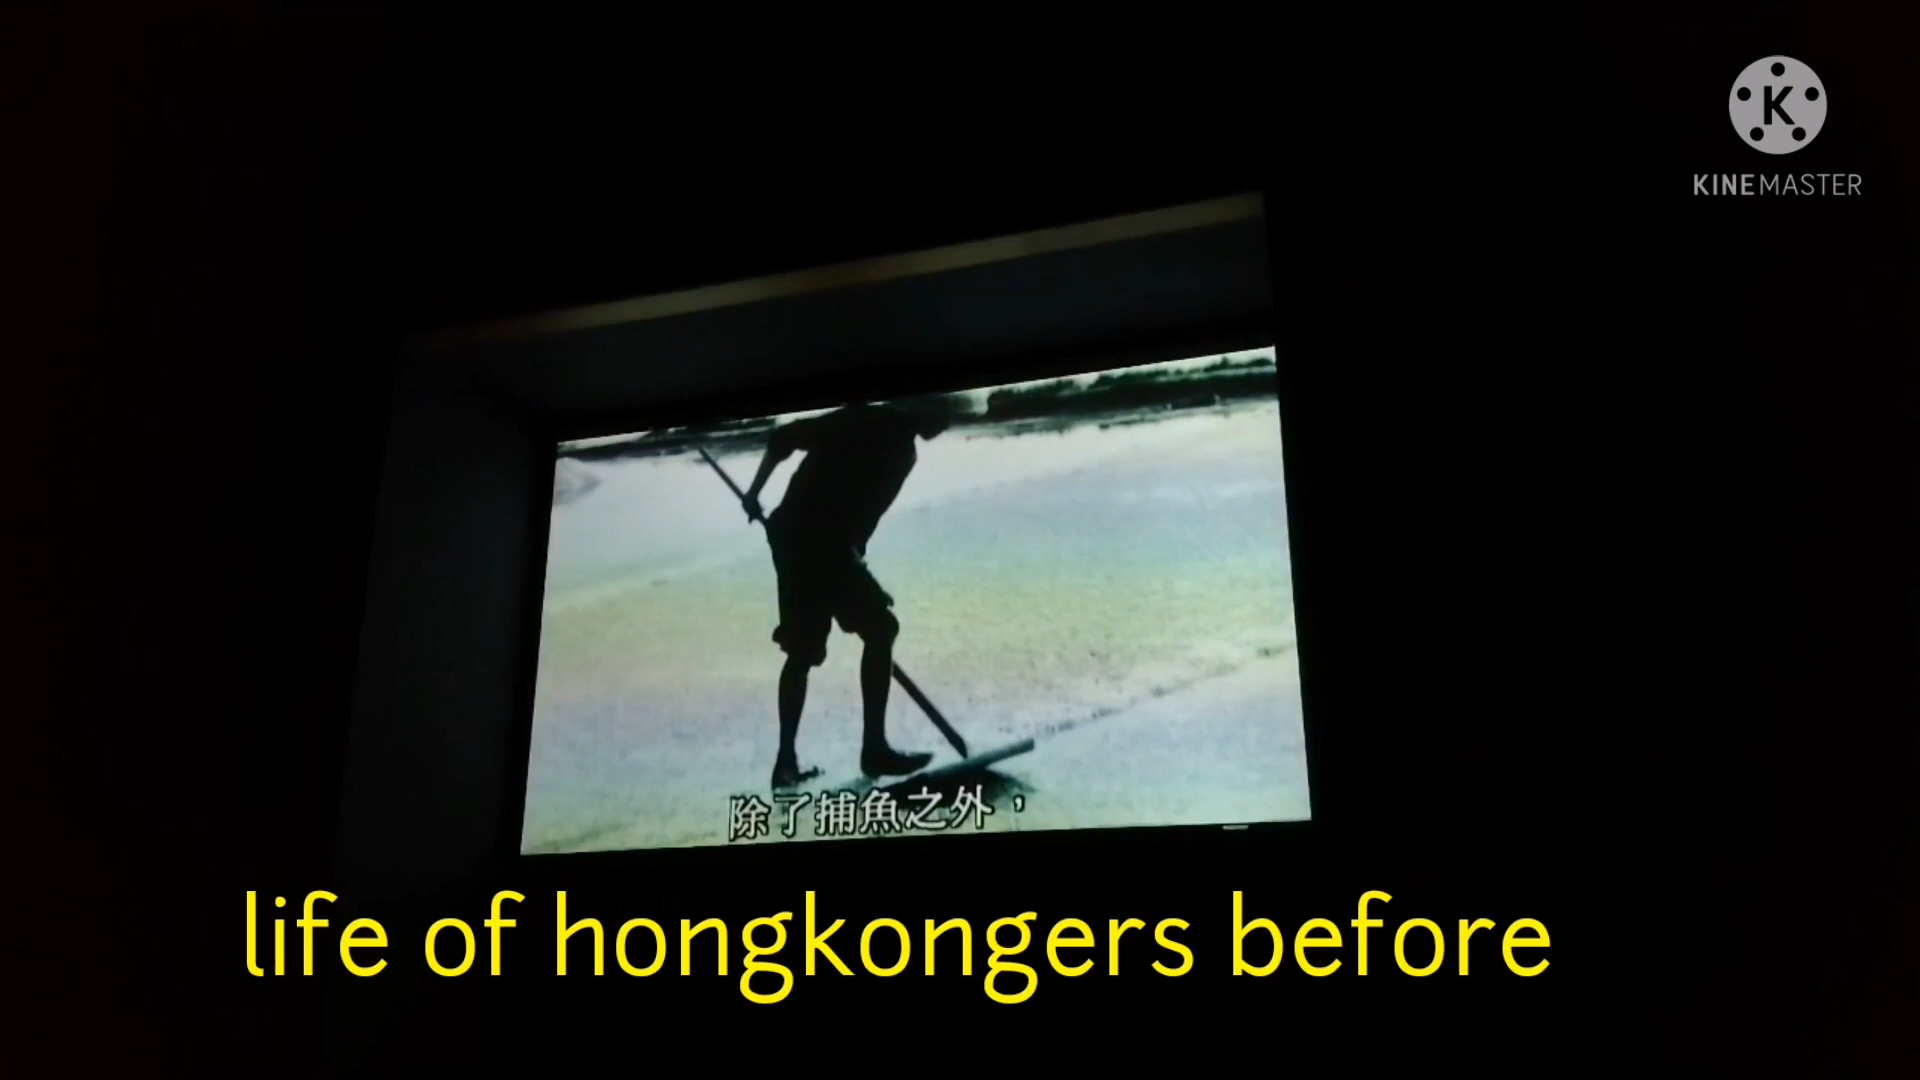 K
KINEMASTER
除了捕魚之外，
life of hongkongers before